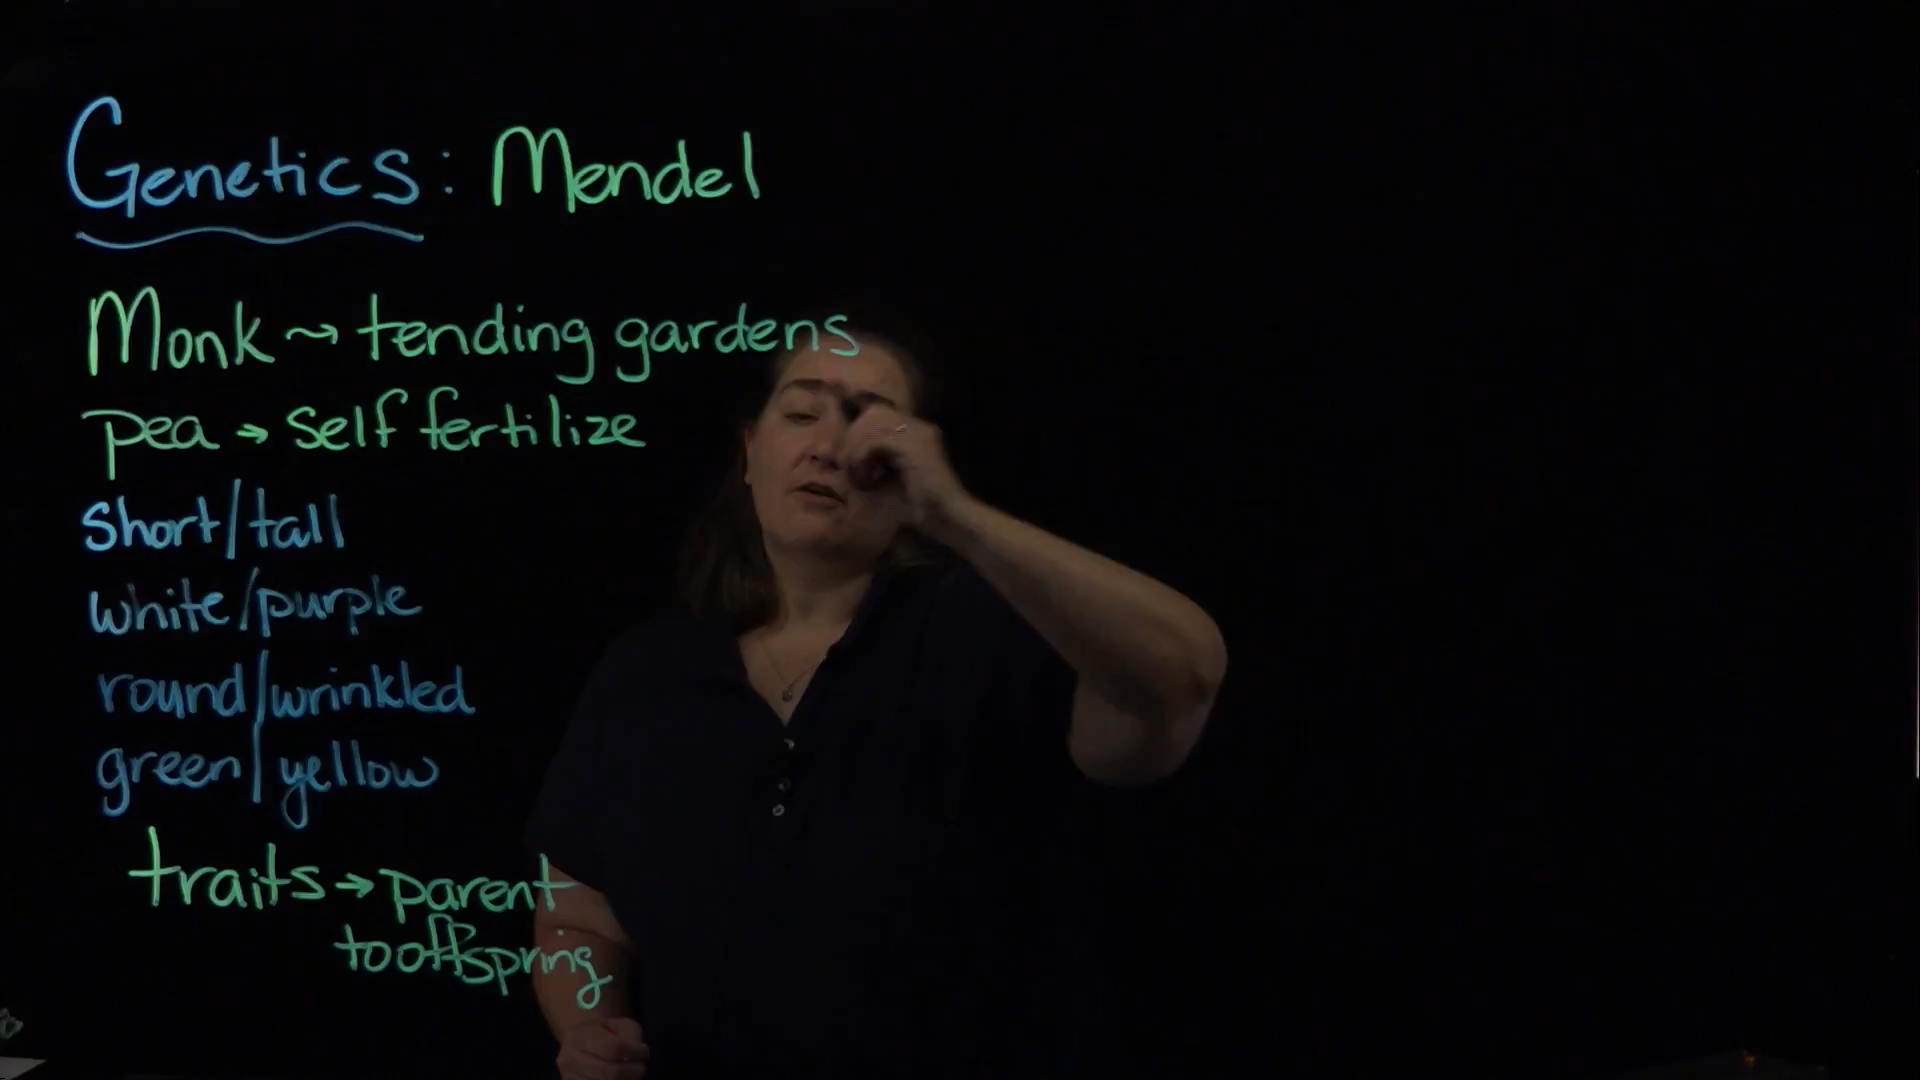 Genetics: Mendel
Monk ⤳ tending gardens
pea → self fertilize
short/tall
white/purple
round/wrinkled
green/yellow
traits → parent
to offspring